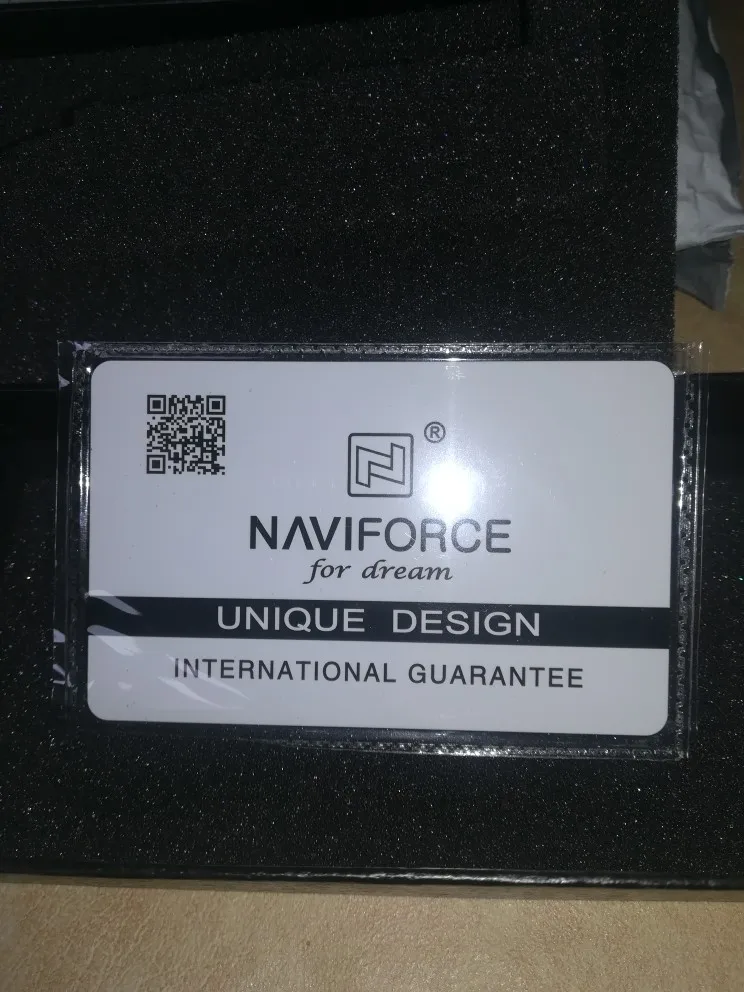 ®
NAVIFORCE
for dream
UNIQUE DESIGN
INTERNATIONAL GUARANTEE